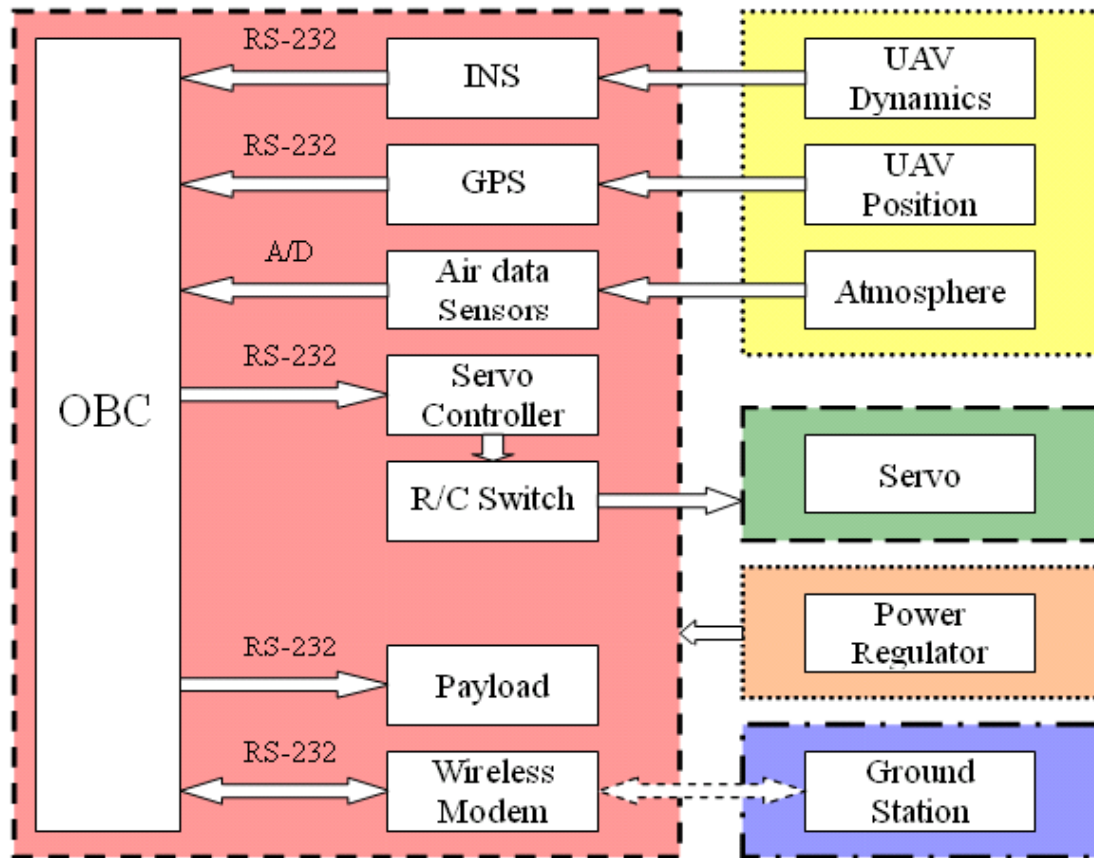 RS-232
INS
UAV
Dynamics
RS-232
GPS
UAV
Position
A/D
Air data
Sensors
Atmosphere
RS-232
Servo
Controller
OBC
R/C Switch
Servo
Power
Regulator
RS-232
Payload
RS-232
Wireless
Modem
Ground
Station